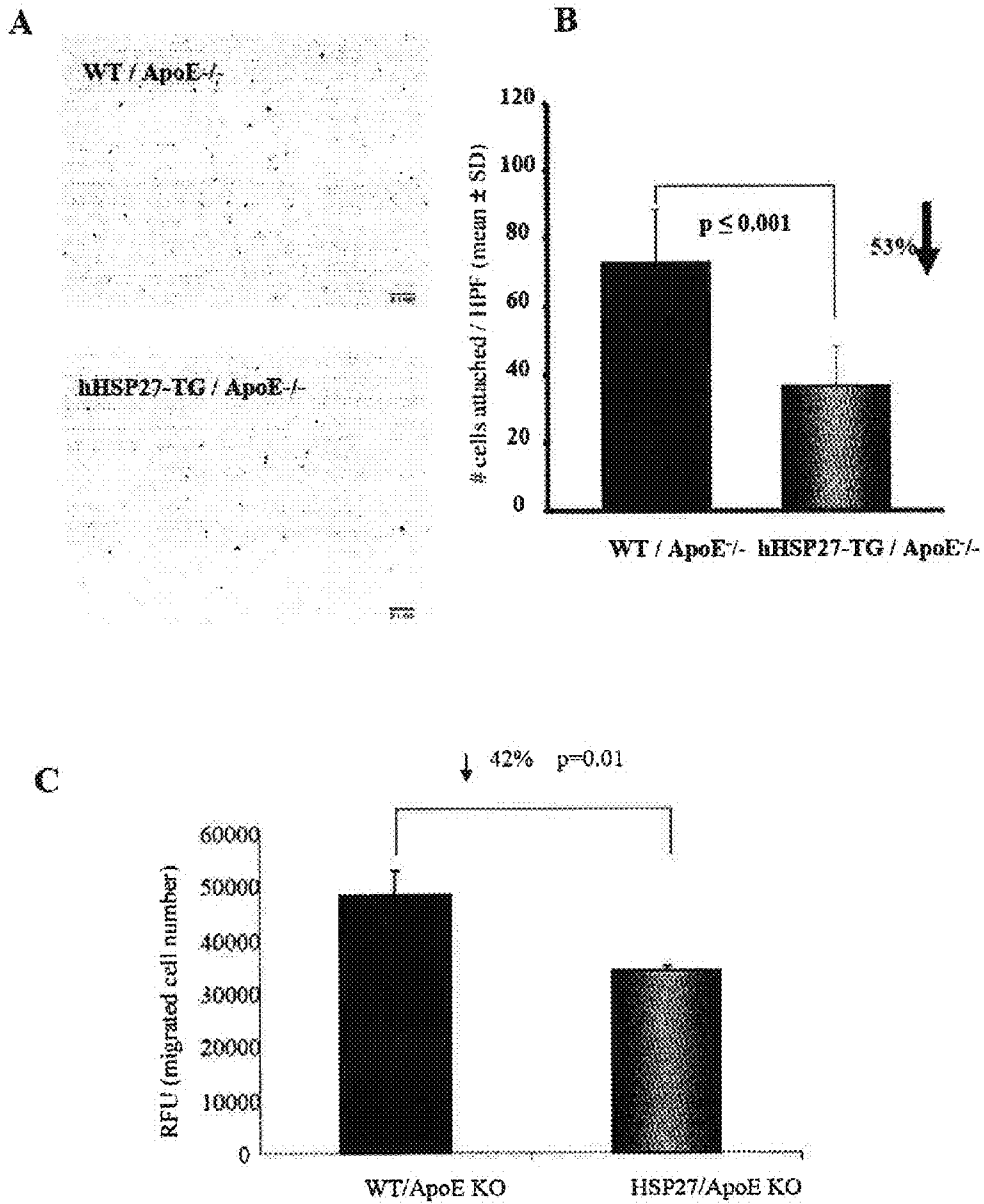 A
WT / ApoE-/-
hHSP27-TG / ApoE-/-
B
# cells attached / HPF (mean ± SD)
120
100
80
60
40
20
0
p ≤ 0.001
53%
WT / ApoE-/- hHSP27-TG / ApoE-/-
C
↓ 42% p=0.01
RFU (migrated cell number)
60000
50000
40000
30000
20000
10000
0
WT/ApoE KO HSP27/ApoE KO